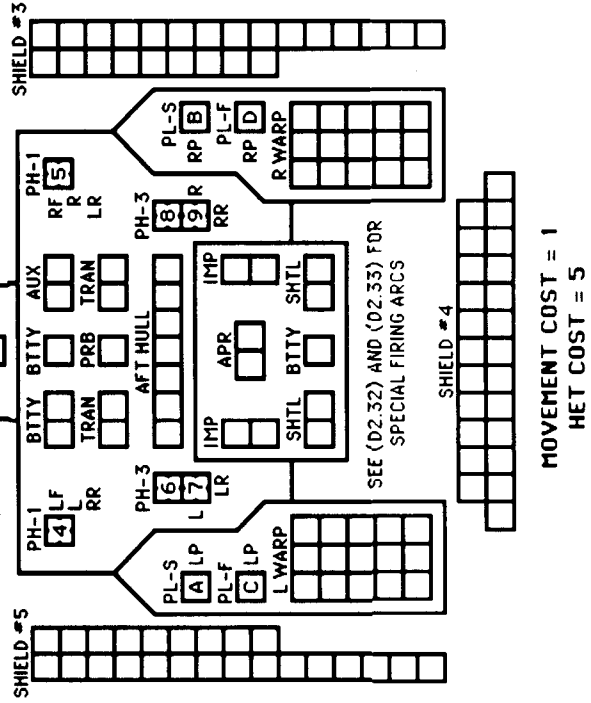 SHIELD #5
SHIELD #3
PH-1
4
LF
L
RR
BTTY
BTTY
AUX
PH-1
5
RF
R
LR
TRAN
PRB
TRAN
PH-3
6
7
L
LR
AFT HULL
PH-3
8
9
R
RR
PL-S
A
LP
PL-F
C
LP
L WARP
IMP
APR
IMP
SHTL
BTTY
SHTL
PL-S
B
RP
PL-F
D
RP
R WARP
SEE (D2.32) AND (D2.33) FOR
SPECIAL FIRING ARCS
SHIELD #4
MOVEMENT COST = 1
HET COST = 5